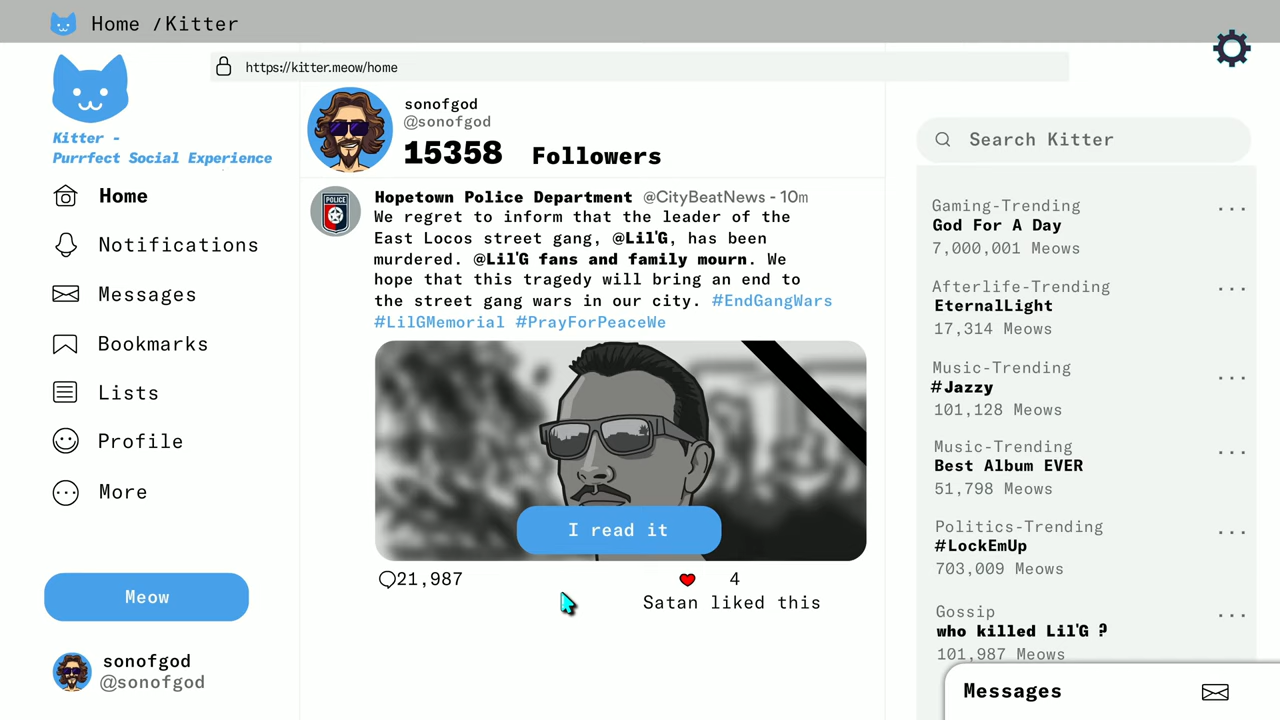 Home /Kitter
https://kitter.meow/home
Kitter -
Purrfect Social Experience
Home
Notifications
Messages
Bookmarks
Lists
Profile
More
Meow
sonofgod
@sonofgod
sonofgod
@sonofgod
15358 Followers
Hopetown Police Department @CityBeatNews - 10m
We regret to inform that the leader of the
East Locos street gang, @Lil'G, has been
murdered. @Lil'G fans and family mourn. We
hope that this tragedy will bring an end to
the street gang wars in our city. #EndGangWars
#LilGMemorial #PrayForPeaceWe
POLICE
I read it
21,987
4
Satan liked this
Search Kitter
Gaming-Trending
God For A Day
7,000,001 Meows
Afterlife-Trending
EternalLight
17,314 Meows
Music-Trending
#Jazzy
101,128 Meows
Music-Trending
Best Album EVER
51,798 Meows
Politics-Trending
#LockEmUp
703,009 Meows
Gossip
who killed Lil'G ?
101,987 Meows
Messages